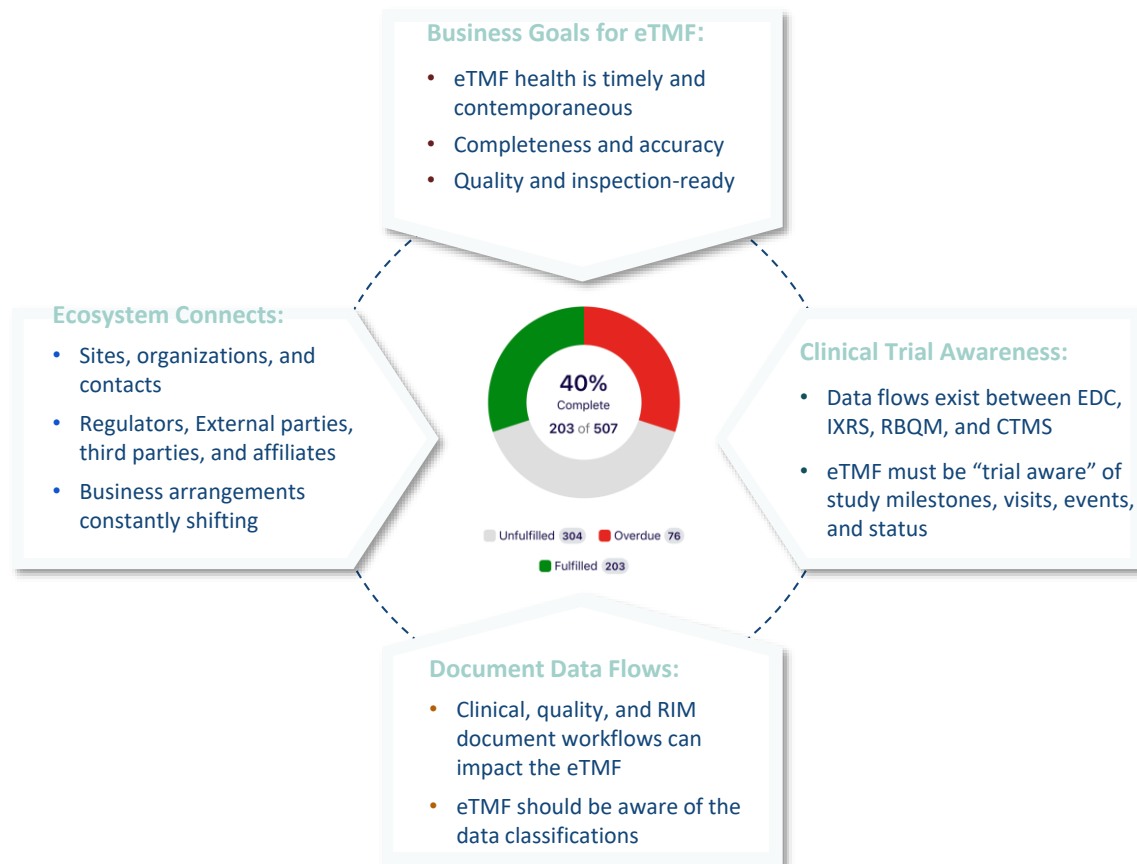 Business Goals for eTMF:
• eTMF health is timely and
contemporaneous
• Completeness and accuracy
• Quality and inspection-ready
Ecosystem Connects:
• Sites, organizations, and
contacts
• Regulators, External parties,
third parties, and affiliates
• Business arrangements
constantly shifting
40%
Complete
203 of 507
Unfulfilled 304 Overdue 76
Fulfilled 203
Clinical Trial Awareness:
• Data flows exist between EDC,
IXRS, RBQM, and CTMS
• eTMF must be “trial aware” of
study milestones, visits, events,
and status
Document Data Flows:
• Clinical, quality, and RIM
document workflows can
impact the eTMF
• eTMF should be aware of the
data classifications